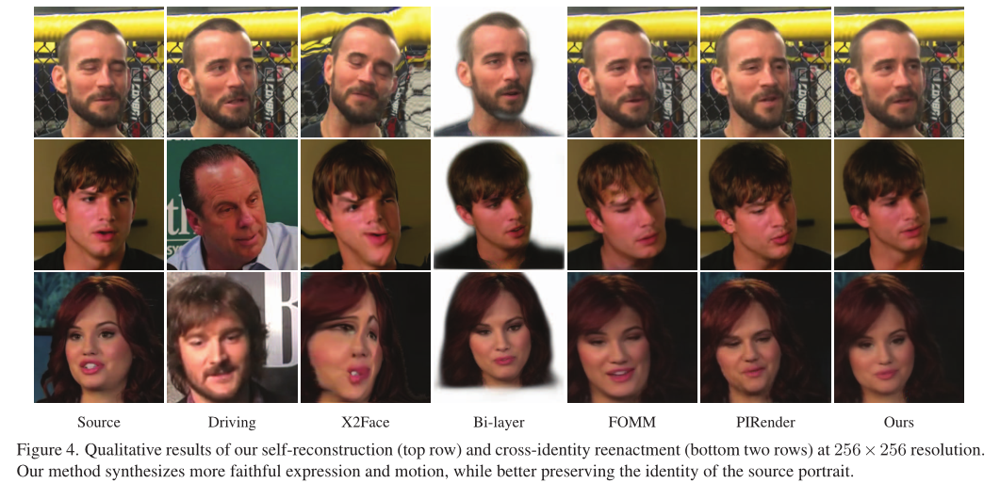 Source Driving X2Face Bi-layer FOMM PIRender Ours
Figure 4. Qualitative results of our self-reconstruction (top row) and cross-identity reenactment (bottom two rows) at 256 × 256 resolution.
Our method synthesizes more faithful expression and motion, while better preserving the identity of the source portrait.